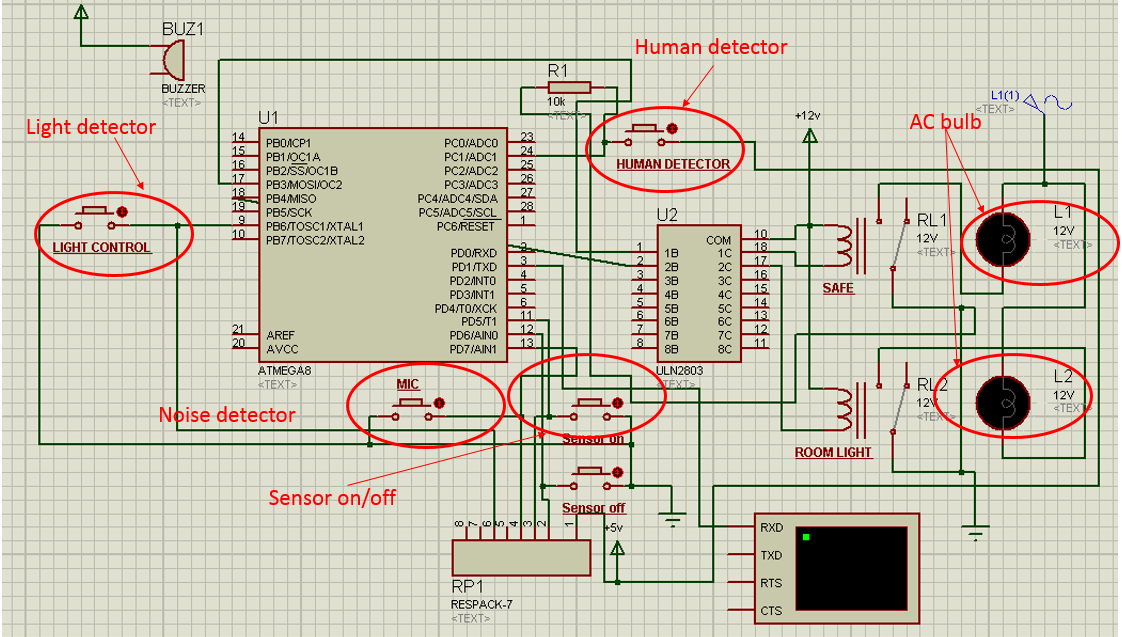 BUZ1
BUZZER
<TEXT>
Human detector
R1
10k
<TEXT>
L1(1)
<TEXT>
AC bulb
+12v
Light detector
U1
14 PB0/ICP1 PC0/ADC0 23
15 PB1/OC1A PC1/ADC1 24
16 PB2/SS/OC1B PC2/ADC2 25
17 PB3/MOSI/OC2 PC3/ADC3 26
18 PB4/MISO PC4/ADC4/SDA 27
19 PB5/SCK PC5/ADC5/SCL 28
9 PB6/TOSC1/XTAL1 PC6/RESET 1
10 PB7/TOSC2/XTAL2
PD0/RXD 2
PD1/TXD 3
PD2/INT0 4
PD3/INT1 5
PD4/T0/XCK 6
PD5/T1 11
21 AREF PD6/AIN0 12
20 AVCC PD7/AIN1 13
ATMEGA8
<TEXT>
HUMAN DETECTOR
LIGHT CONTROL
U2
COM 10
1 1B 1C 18
2 2B 2C 17
3 3B 3C 16
4 4B 4C 15
5 5B 5C 14
6 6B 6C 13
7 7B 7C 12
8 8B 8C 11
ULN2803
<TEXT>
RL1
12V
<TEXT>
SAFE
L1
12V
<TEXT>
RL2
12V
<TEXT>
ROOM LIGHT
L2
12V
<TEXT>
MIC
Noise detector
Sensor on
Sensor on/off
Sensor off
+5v
8 7 6 5 4 3 2 1
RP1
RESPACK-7
<TEXT>
RXD
TXD
RTS
CTS